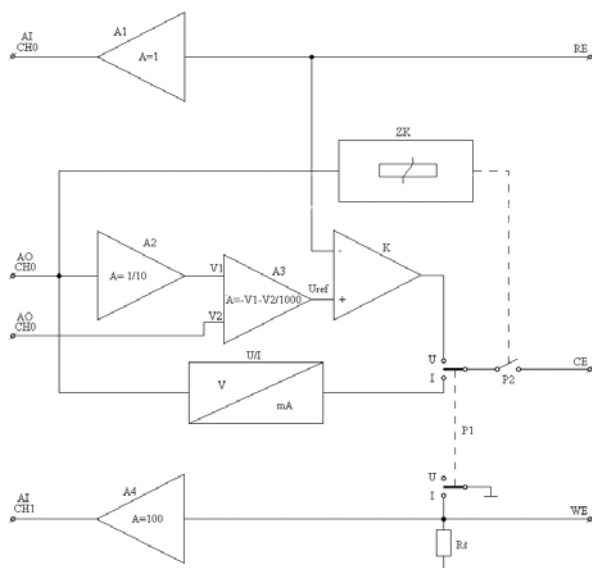 AI
CH0
A1
A=1
RE
ZK
A2
A= 1/10
AO
CH0
V1
A3
A=-V1-V2/1000
Uref
K
-
+
AO
CH0
V2
U/I
V
mA
U
I
P2
CE
P1
U
I
AI
CH1
A4
A=100
WE